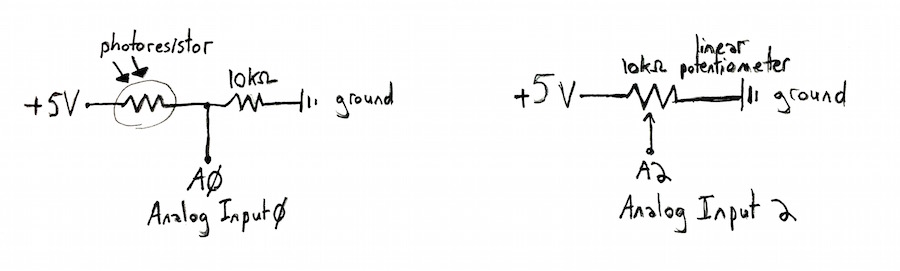 photoresistor
+5V
10kΩ
ground
AØ
Analog InputØ
+5V
10kΩ
linear
potentiometer
ground
A2
Analog Input 2